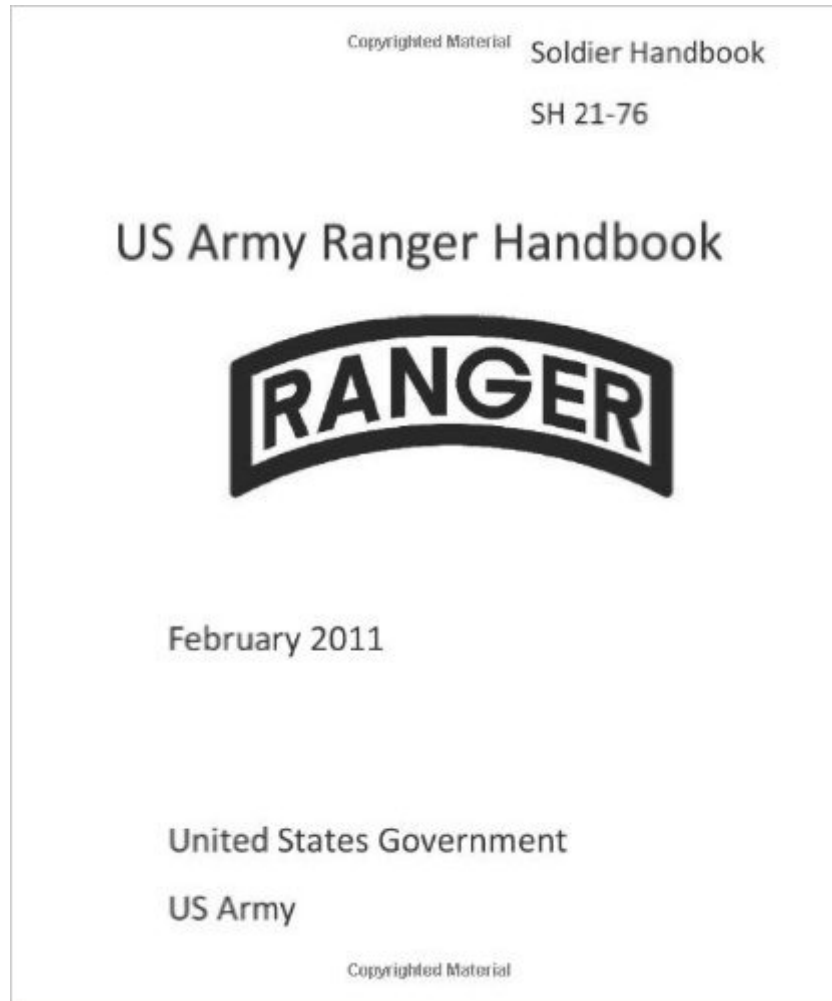 Copyrighted Material
Soldier Handbook
SH 21-76
US Army Ranger Handbook
RANGER
February 2011
United States Government
US Army
Copyrighted Material